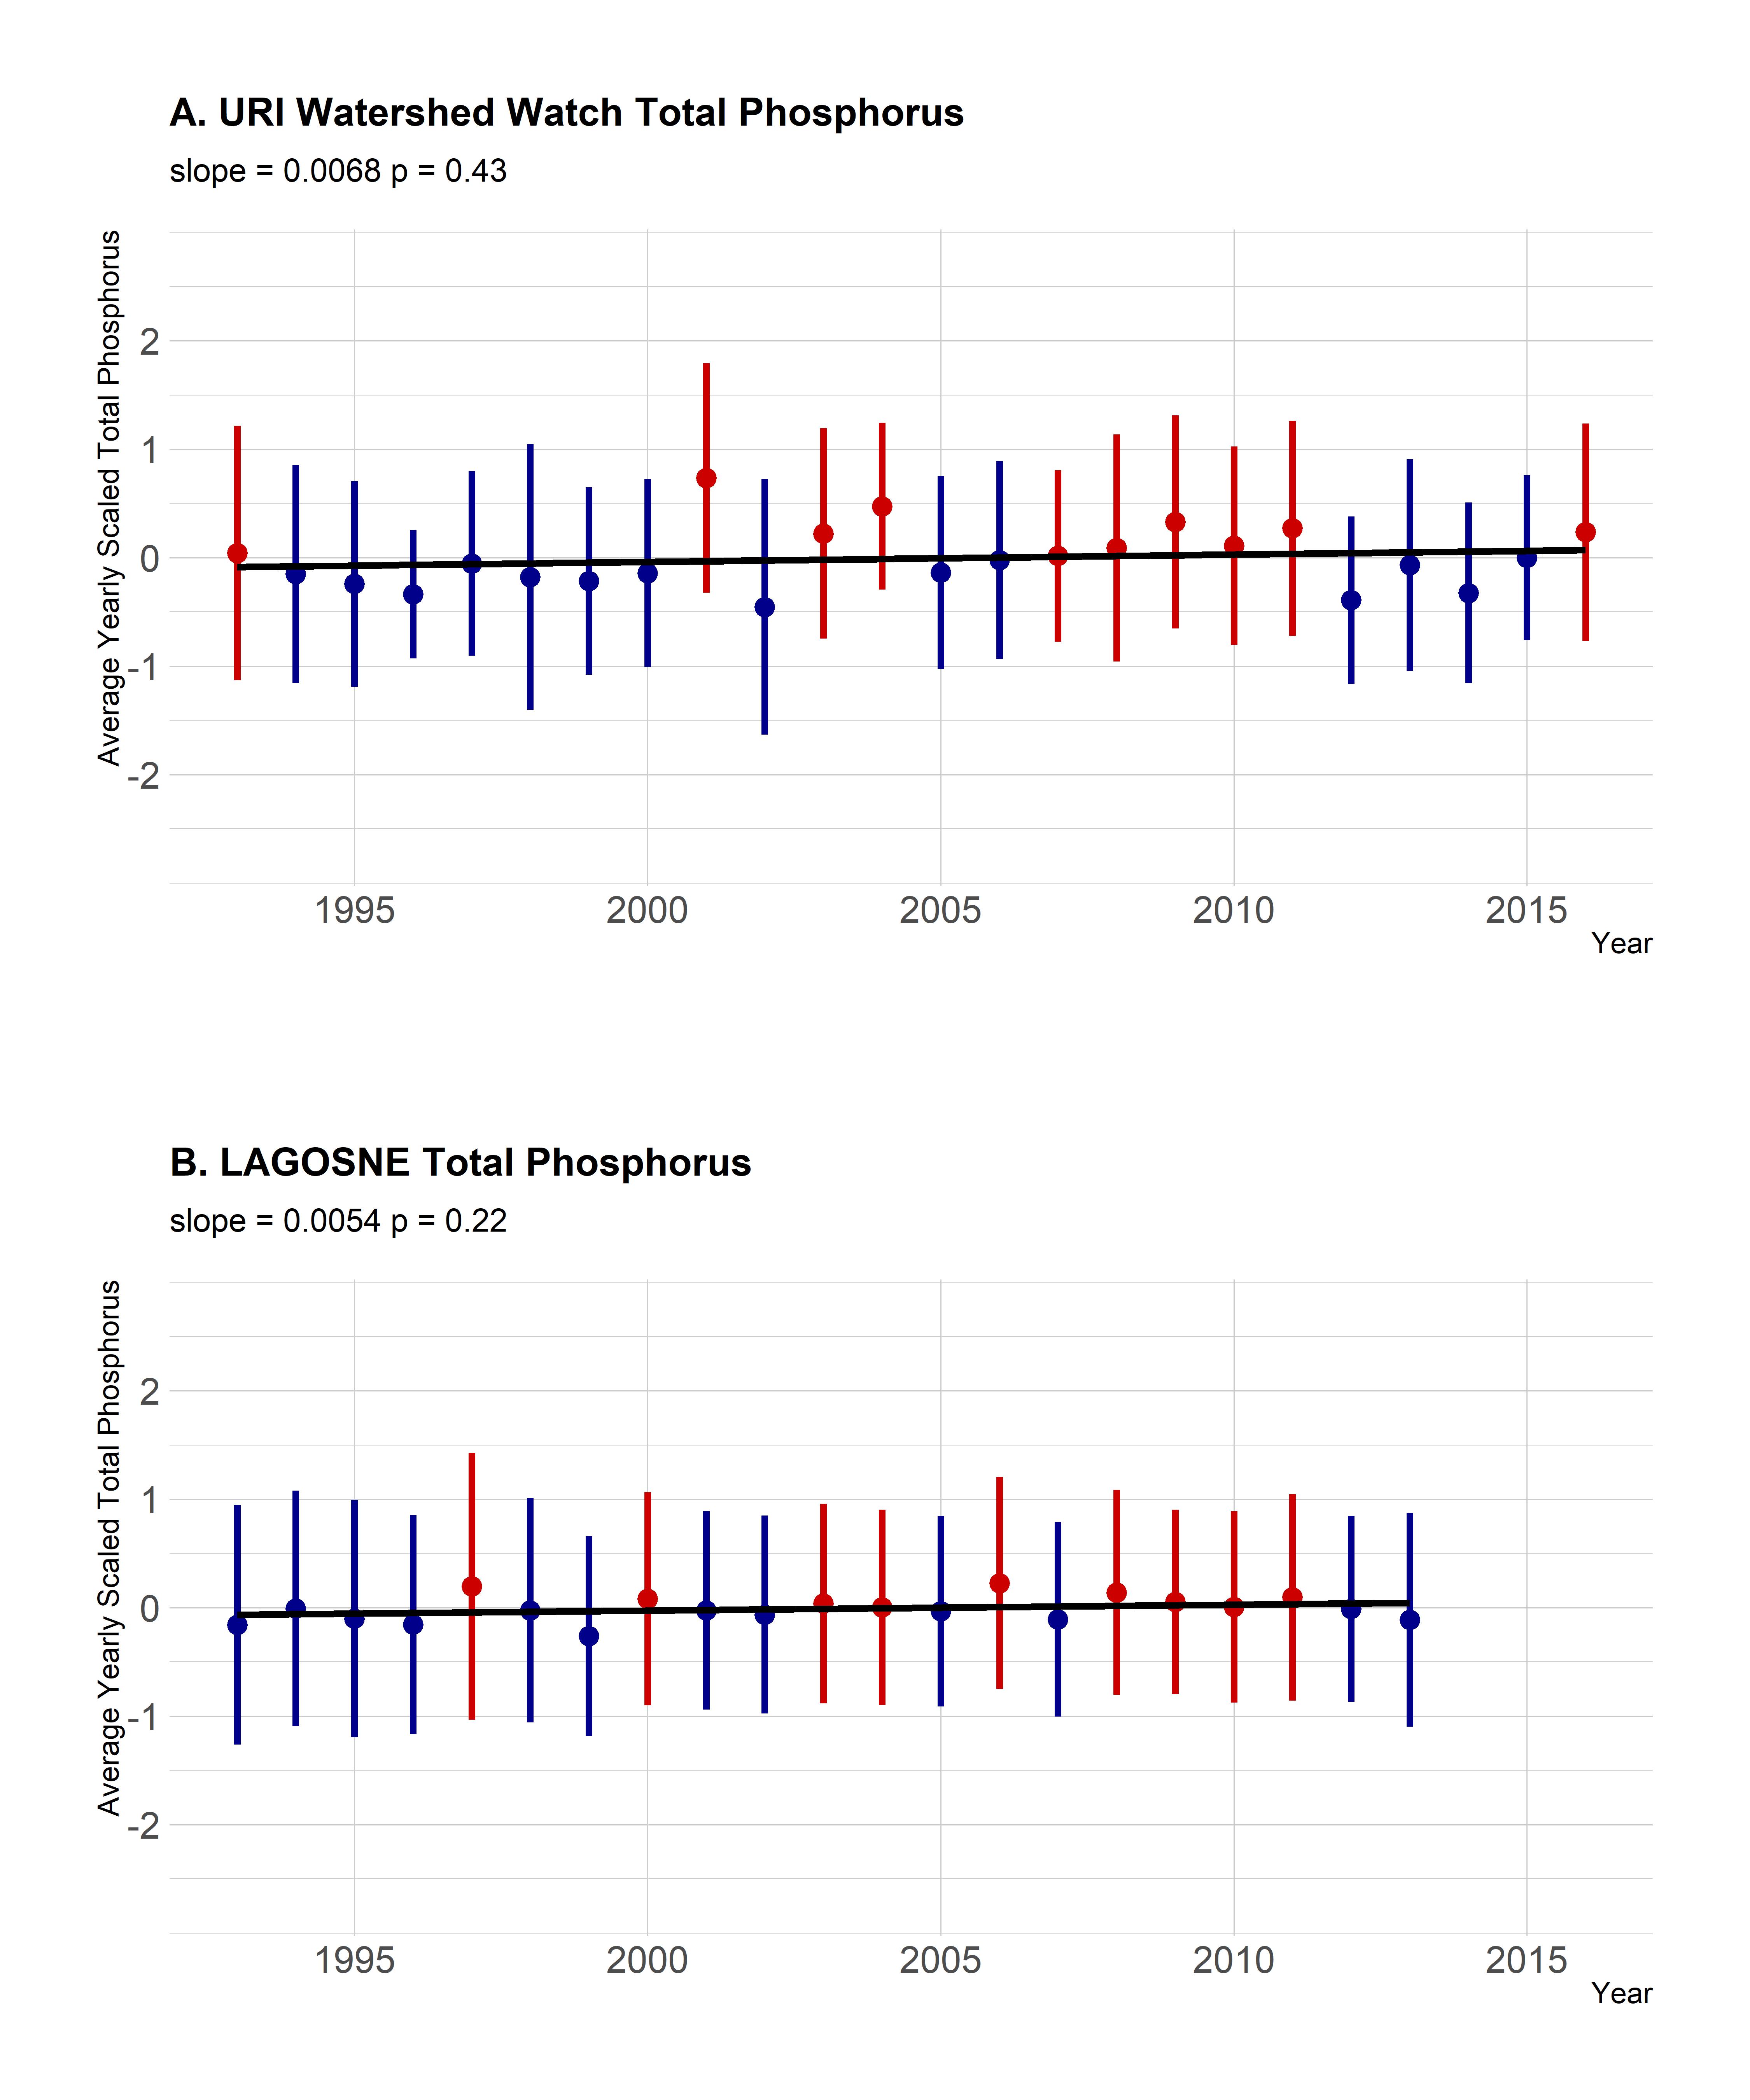 A. URI Watershed Watch Total Phosphorus
slope = 0.0068 p = 0.43
Average Yearly Scaled Total Phosphorus
2
1
0
-1
-2
1995 2000 2005 2010 2015
Year
B. LAGOSNE Total Phosphorus
slope = 0.0054 p = 0.22
Average Yearly Scaled Total Phosphorus
2
1
0
-1
-2
1995 2000 2005 2010 2015
Year